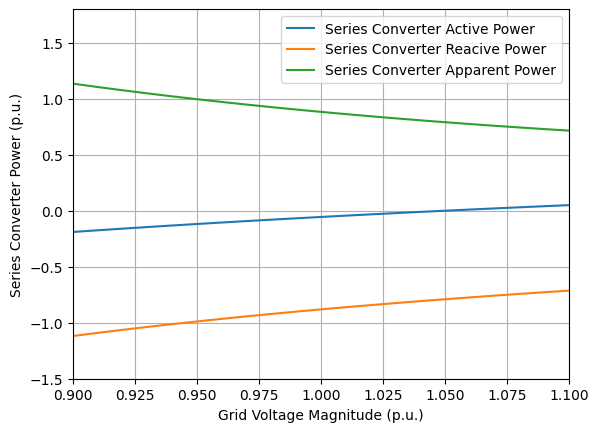 Series Converter Active Power
Series Converter Reacive Power
Series Converter Apparent Power
Series Converter Power (p.u.)
1.5
1.0
0.5
0.0
−0.5
−1.0
−1.5
0.900 0.925 0.950 0.975 1.000 1.025 1.050 1.075 1.100
Grid Voltage Magnitude (p.u.)